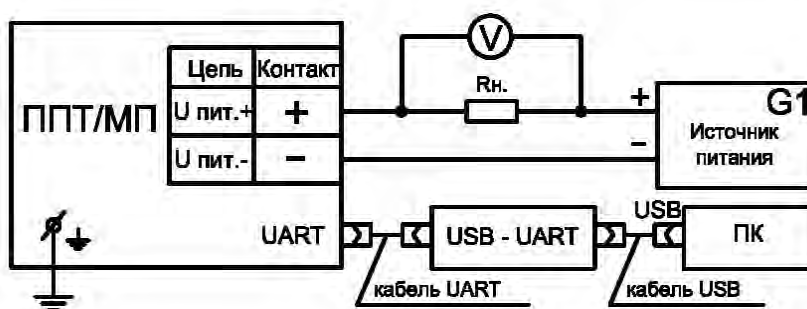 V
Цепь Контакт
Rн.
ППТ/МП
U пит.+ +
+ G1
Источник
питания
U пит.- -
-
UART
USB - UART
USB
ПК
кабель UART
кабель USB